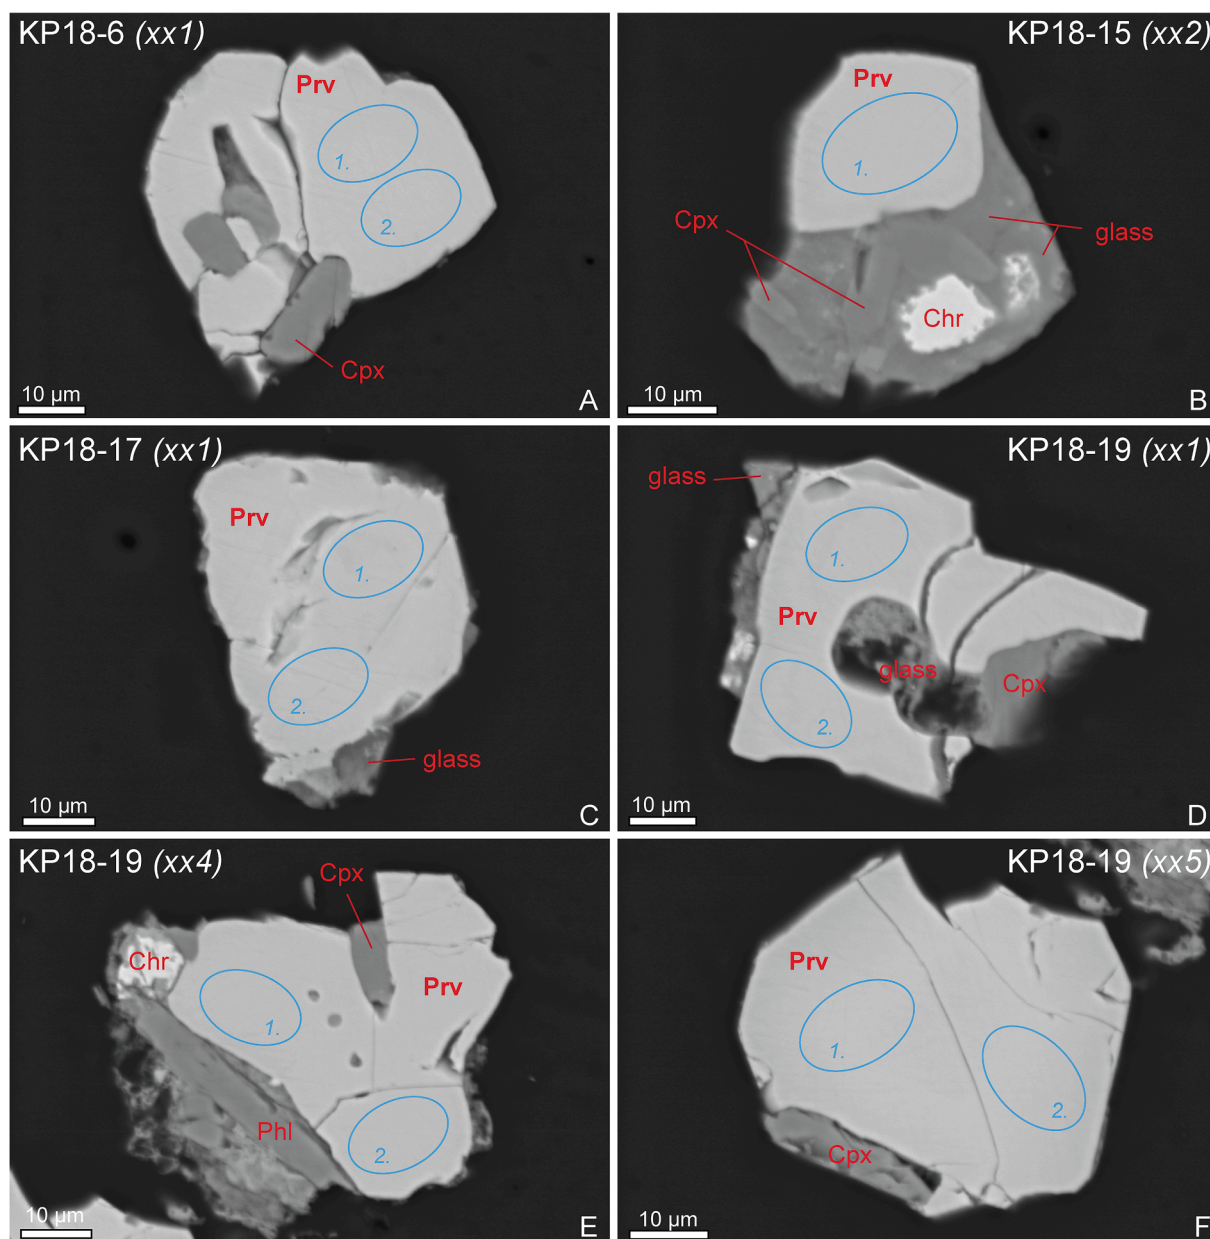 KP18-6 (xx1)
Prv
1.
2.
Cpx
10 µm
A
KP18-15 (xx2)
Prv
1.
Cpx
glass
Chr
10 µm
B
KP18-17 (xx1)
Prv
1.
2.
glass
10 µm
C
KP18-19 (xx1)
glass
1.
Prv
glass
Cpx
2.
10 µm
D
KP18-19 (xx4)
Cpx
Chr
Prv
1.
Phl
2.
10 µm
E
KP18-19 (xx5)
Prv
1.
2.
Cpx
10 µm
F